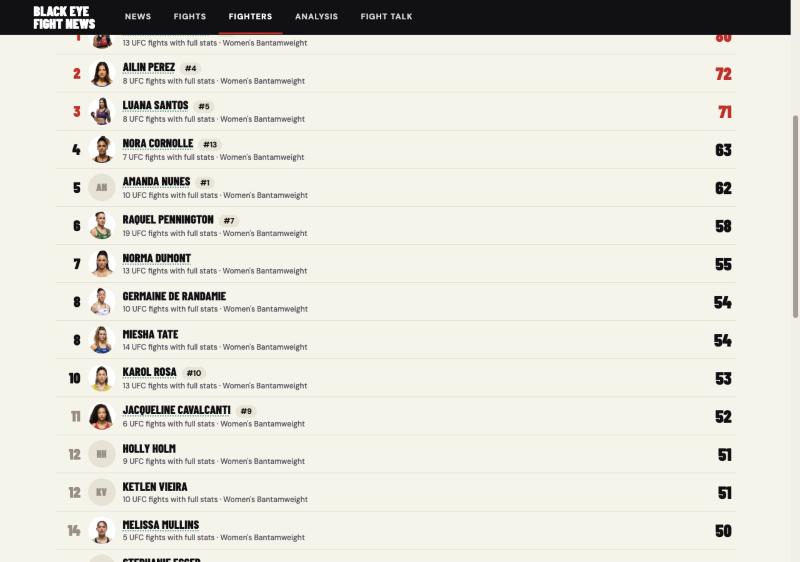 BLACK EYE
FIGHT NEWS
NEWS FIGHTS FIGHTERS ANALYSIS FIGHT TALK
1
13 UFC fights with full stats · Women's Bantamweight
80
2 AILIN PEREZ #4
8 UFC fights with full stats · Women's Bantamweight
72
3 LUANA SANTOS #5
8 UFC fights with full stats · Women's Bantamweight
71
4 NORA CORNOLLE #13
7 UFC fights with full stats · Women's Bantamweight
63
5 AN AMANDA NUNES #1
10 UFC fights with full stats · Women's Bantamweight
62
6 RAQUEL PENNINGTON #7
19 UFC fights with full stats · Women's Bantamweight
58
7 NORMA DUMONT
13 UFC fights with full stats · Women's Bantamweight
55
8 GERMAINE DE RANDAMIE
10 UFC fights with full stats · Women's Bantamweight
54
8 MIESHA TATE
14 UFC fights with full stats · Women's Bantamweight
54
10 KAROL ROSA #10
13 UFC fights with full stats · Women's Bantamweight
53
11 JACQUELINE CAVALCANTI #9
6 UFC fights with full stats · Women's Bantamweight
52
12 HH HOLLY HOLM
9 UFC fights with full stats · Women's Bantamweight
51
12 KV KETLEN VIEIRA
10 UFC fights with full stats · Women's Bantamweight
51
14 MELISSA MULLINS
5 UFC fights with full stats · Women's Bantamweight
50
STEPHANIE EGGER